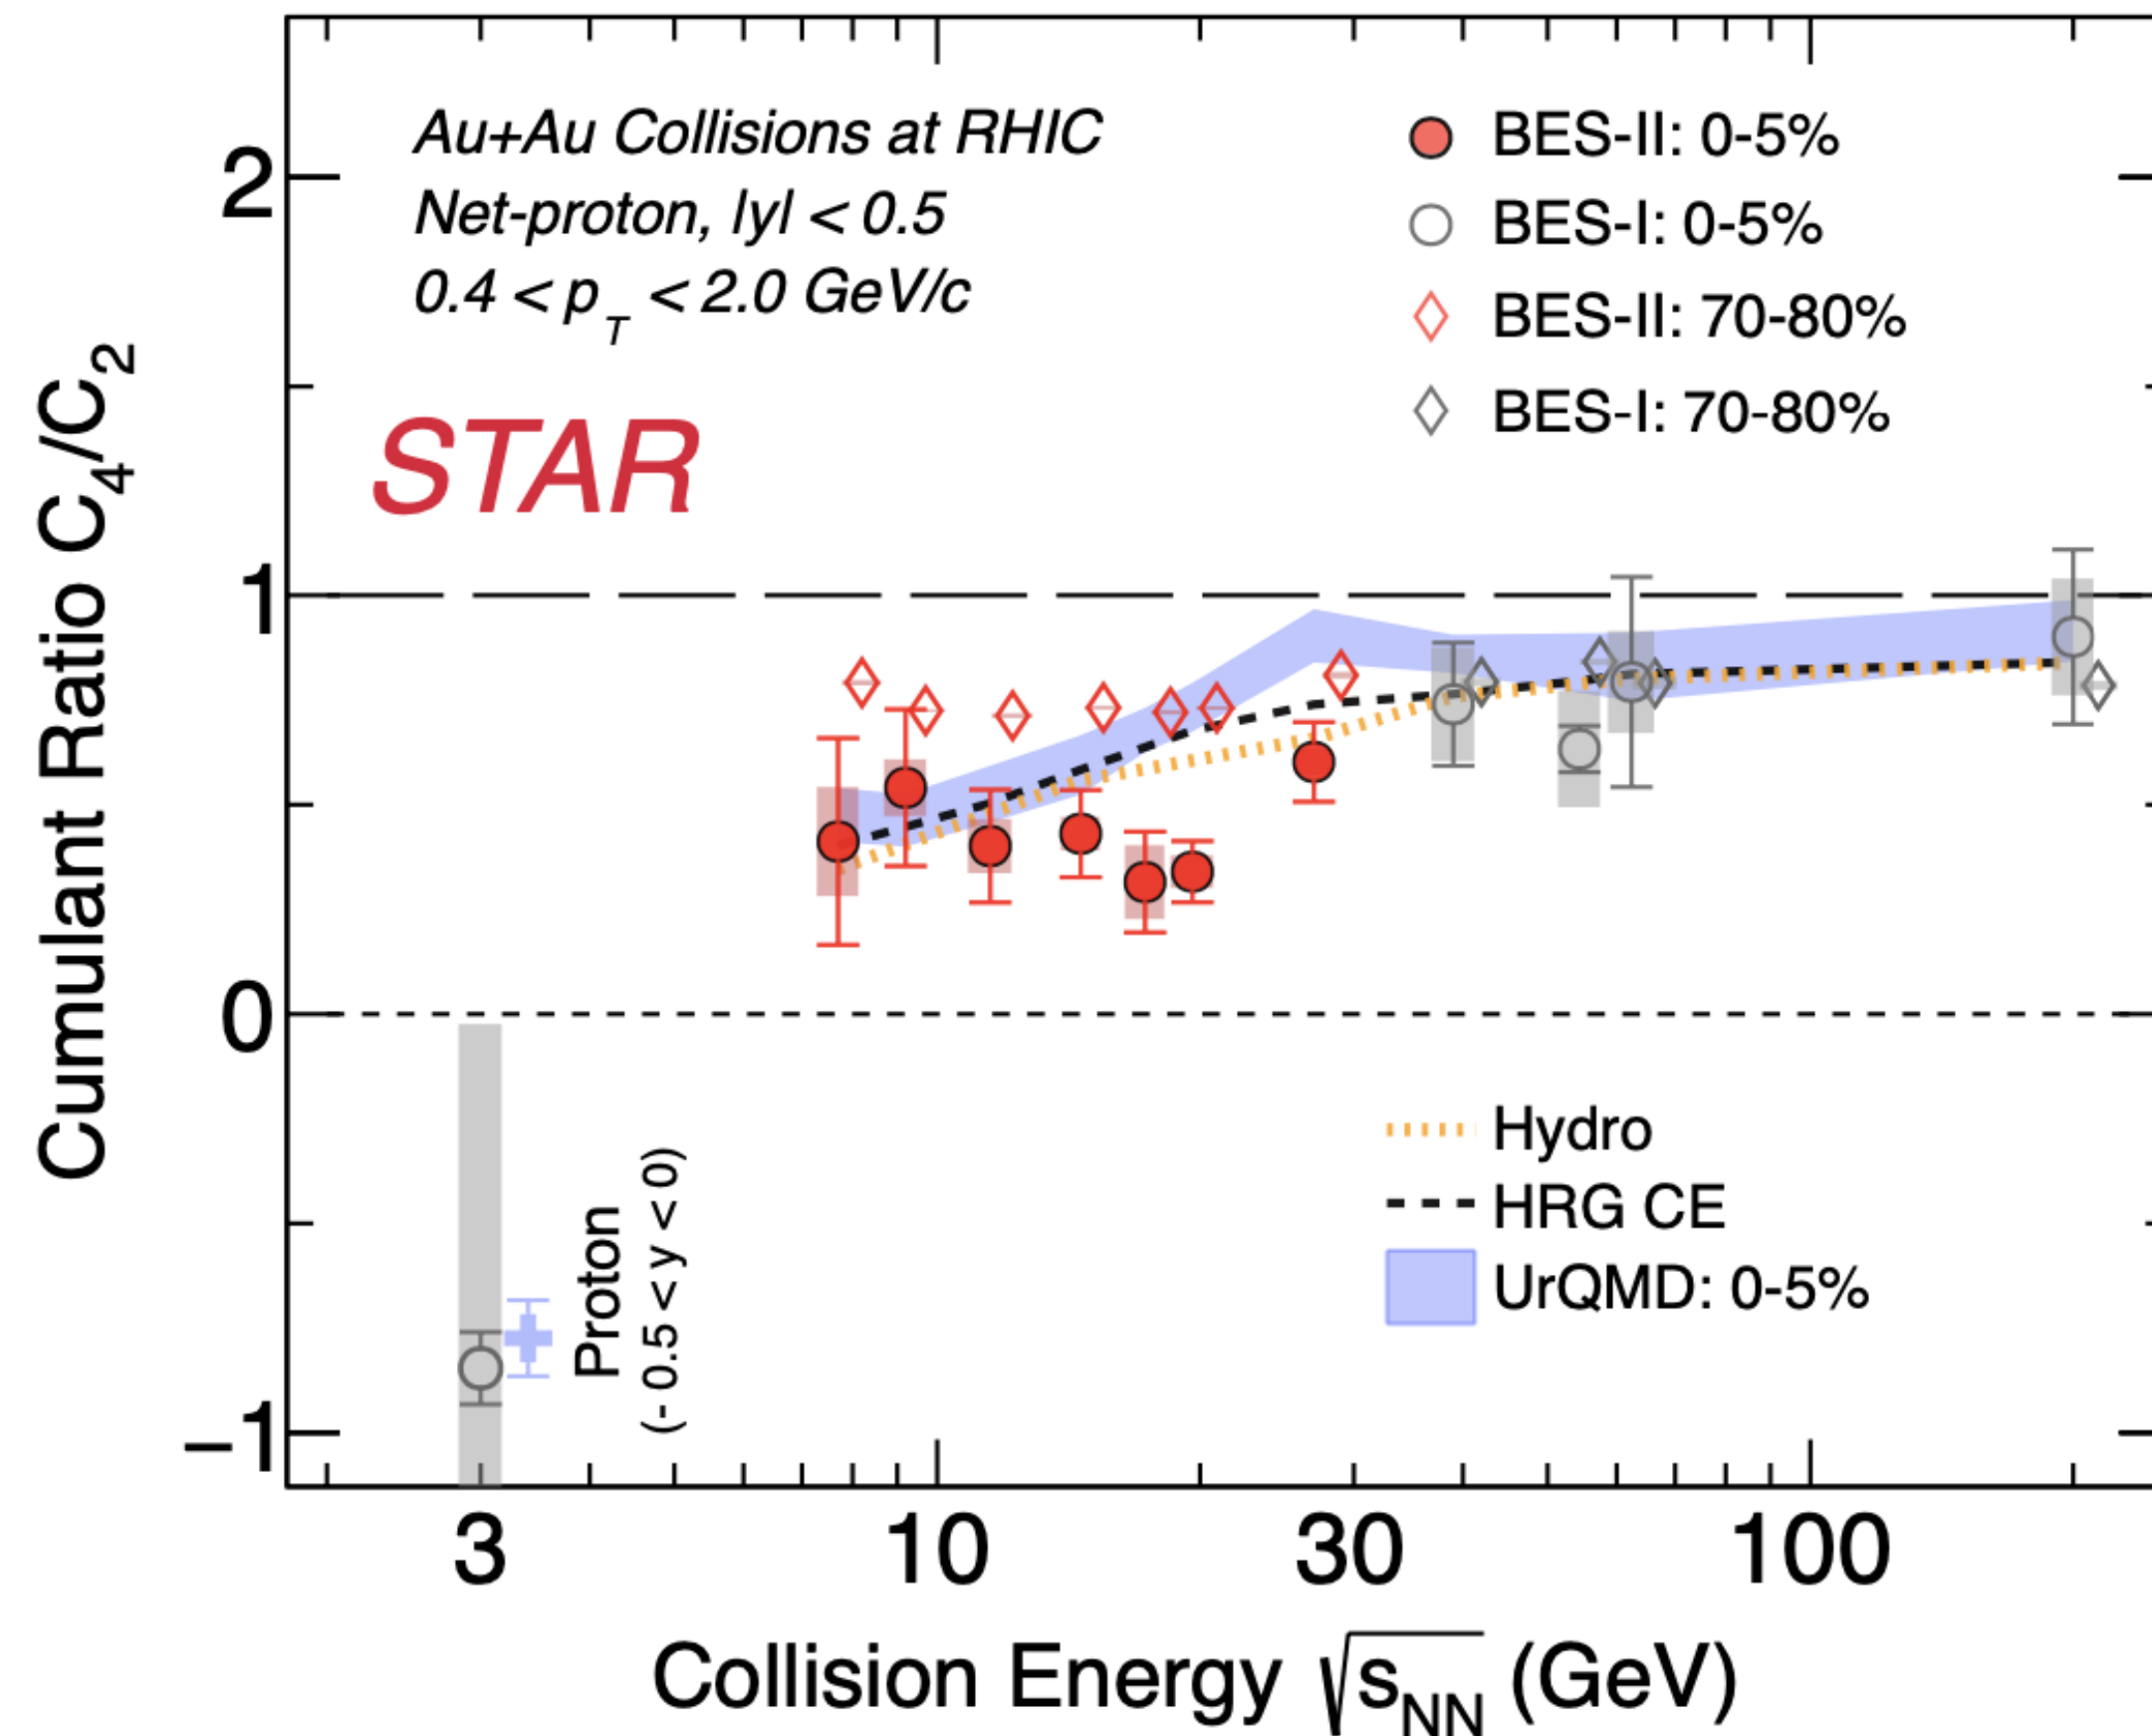 Au+Au Collisions at RHIC
Net-proton, |y| < 0.5
0.4 < p_T < 2.0 GeV/c
STAR
BES-II: 0-5%
BES-I: 0-5%
BES-II: 70-80%
BES-I: 70-80%
Cumulant Ratio C4/C2
2
1
0
−1
Proton
(- 0.5 < y < 0)
Hydro
HRG CE
UrQMD: 0-5%
3 10 30 100
Collision Energy √sNN (GeV)